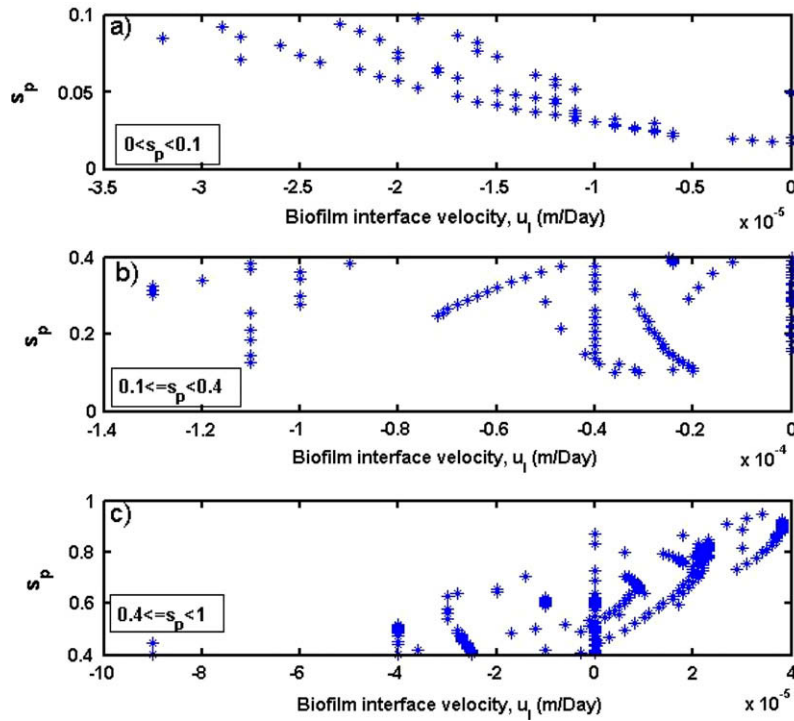 a)
0.1
0.05
0
s_p
0<s_p<0.1
-3.5 -3 -2.5 -2 -1.5 -1 -0.5 0
Biofilm interface velocity, u_I (m/Day)
x 10^-5
b)
0.4
0.2
0
s_p
0.1<=s_p<0.4
-1.4 -1.2 -1 -0.8 -0.6 -0.4 -0.2 0
Biofilm interface velocity, u_I (m/Day)
x 10^-4
c)
1
0.8
0.6
0.4
s_p
0.4<=s_p<1
-10 -8 -6 -4 -2 0 2 4
Biofilm interface velocity, u_I (m/Day)
x 10^-5